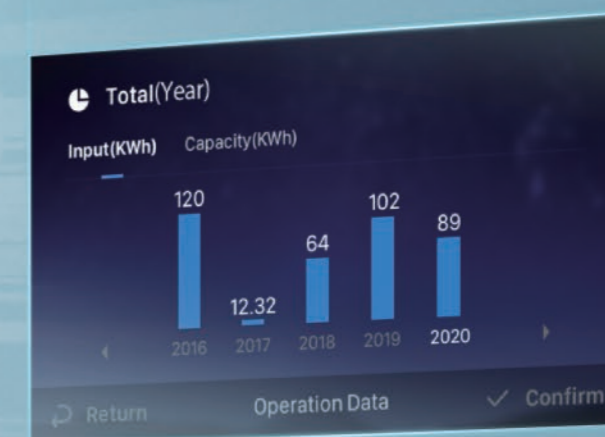 Total(Year)
Input(KWh) Capacity(KWh)
120
12.32
64
102
89
2016 2017 2018 2019 2020
Return Operation Data Confirm